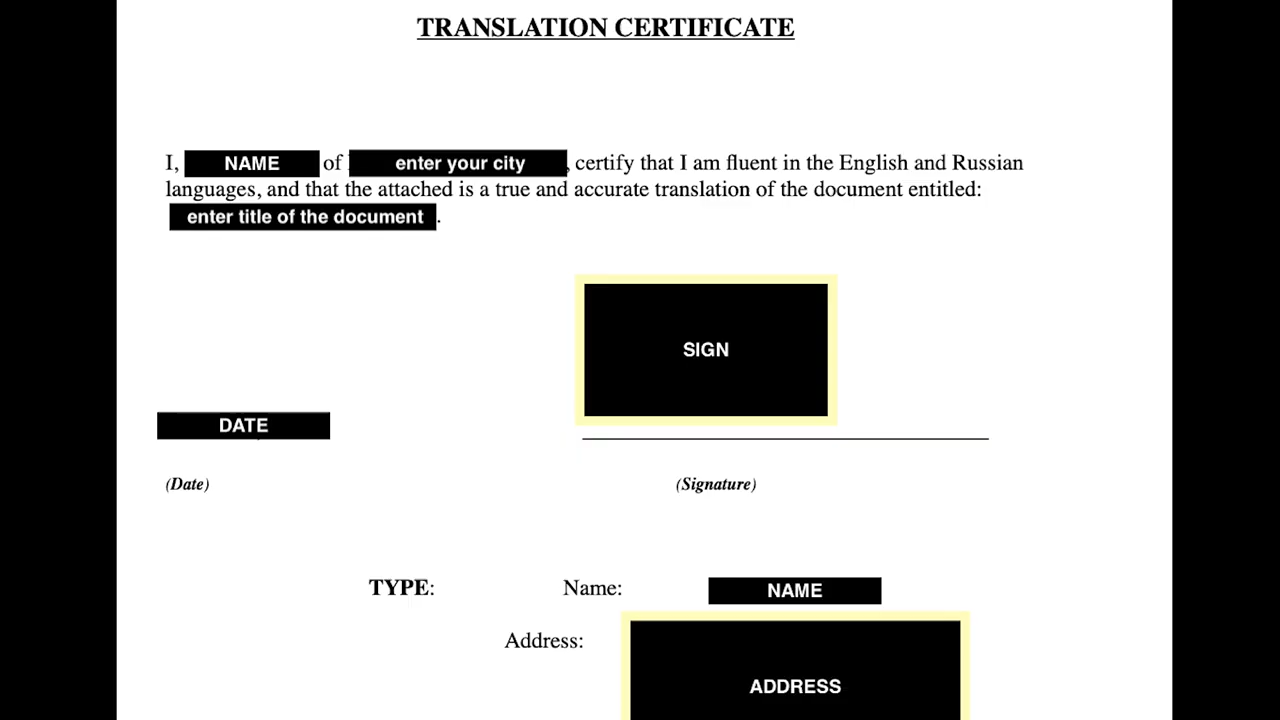 TRANSLATION CERTIFICATE
I, NAME of enter your city, certify that I am fluent in the English and Russian
languages, and that the attached is a true and accurate translation of the document entitled:
enter title of the document.
SIGN
DATE
(Date) (Signature)
TYPE: Name: NAME
Address:
ADDRESS